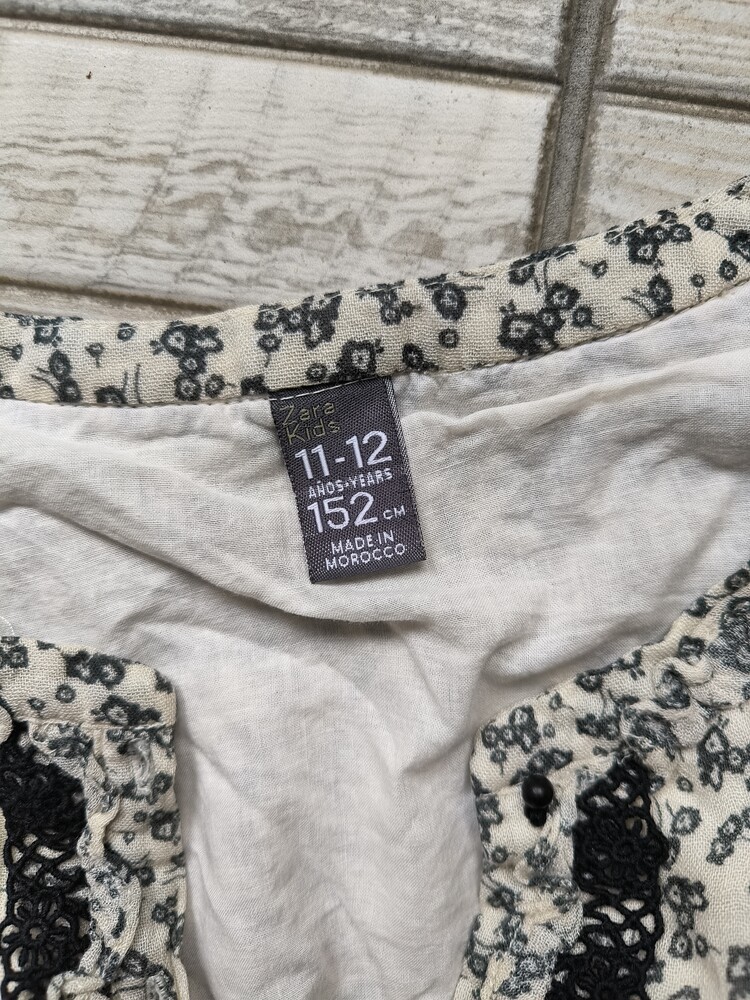 Zara
Kids
11-12
AÑOS•YEARS
152 CM
MADE IN
MOROCCO